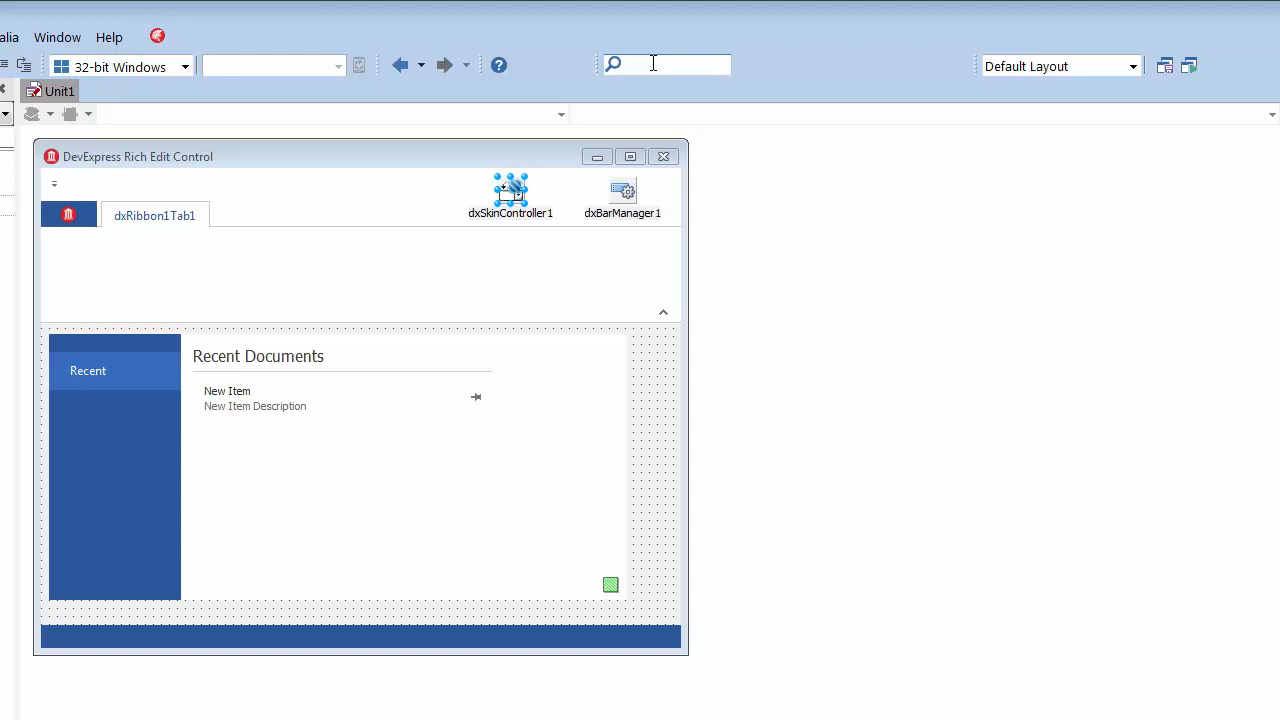 alia Window Help
32-bit Windows
Default Layout
Unit1
DevExpress Rich Edit Control
dxSkinController1 dxBarManager1
dxRibbon1Tab1
Recent Documents
Recent
New Item
New Item Description